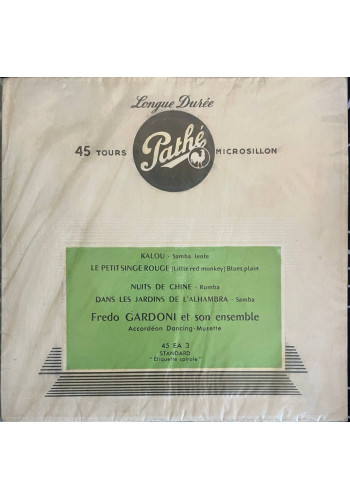 Longue Durée
45 TOURS Pathé MICROSILLON
KALOU - Samba lente
LE PETIT SINGE ROUGE (Little red monkey) Blues plain
NUITS DE CHINE - Rumba
DANS LES JARDINS DE L'ALHAMBRA - Samba
Fredo GARDONI et son ensemble
Accordéon Dancing-Musette
45 EA 3
STANDARD
"Etiquette spirale"